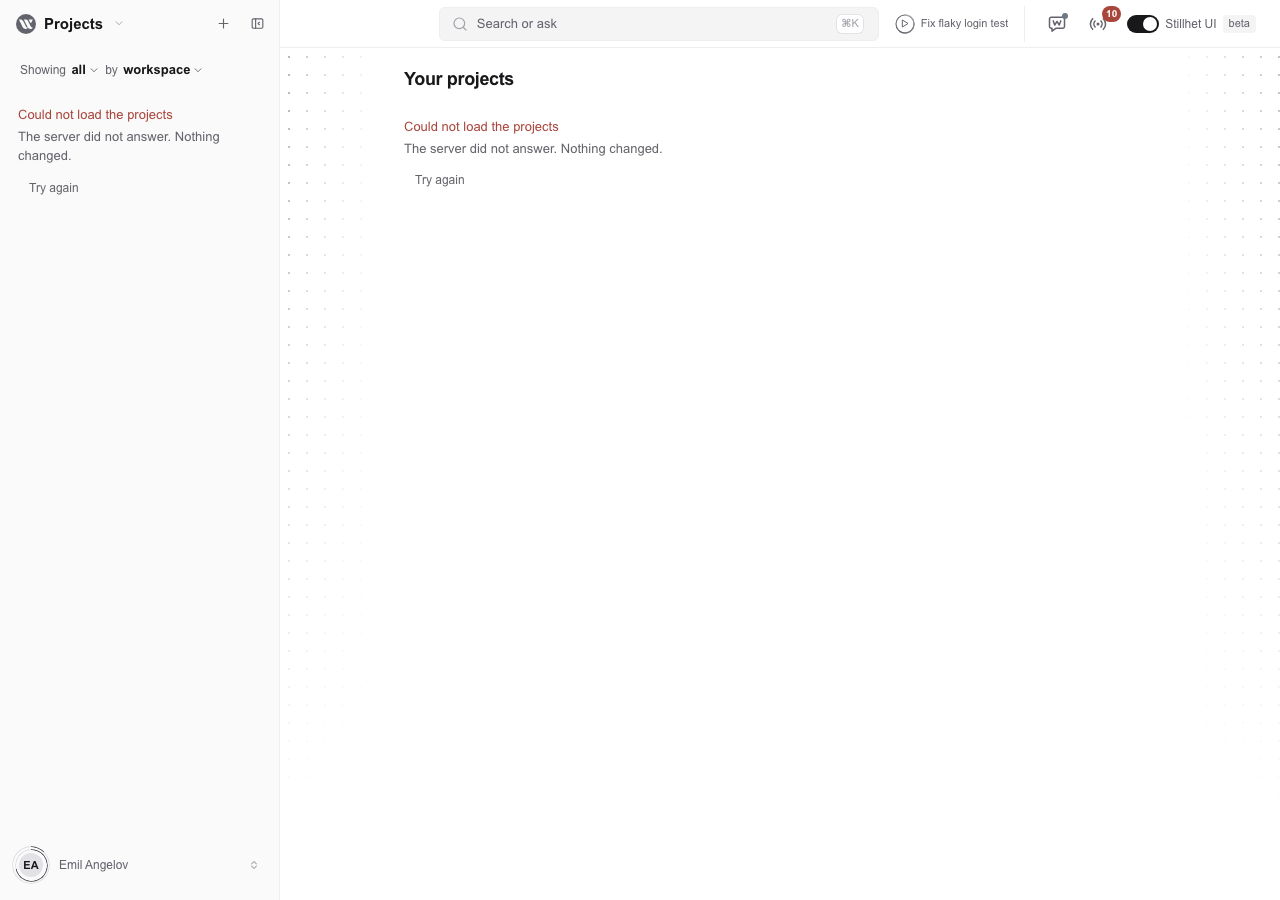 Projects
Showing all by workspace
Could not load the projects
The server did not answer. Nothing
changed.
Try again
EA
Emil Angelov
Search or ask
⌘K
Fix flaky login test
10
Stillhet UI
beta
Your projects
Could not load the projects
The server did not answer. Nothing changed.
Try again